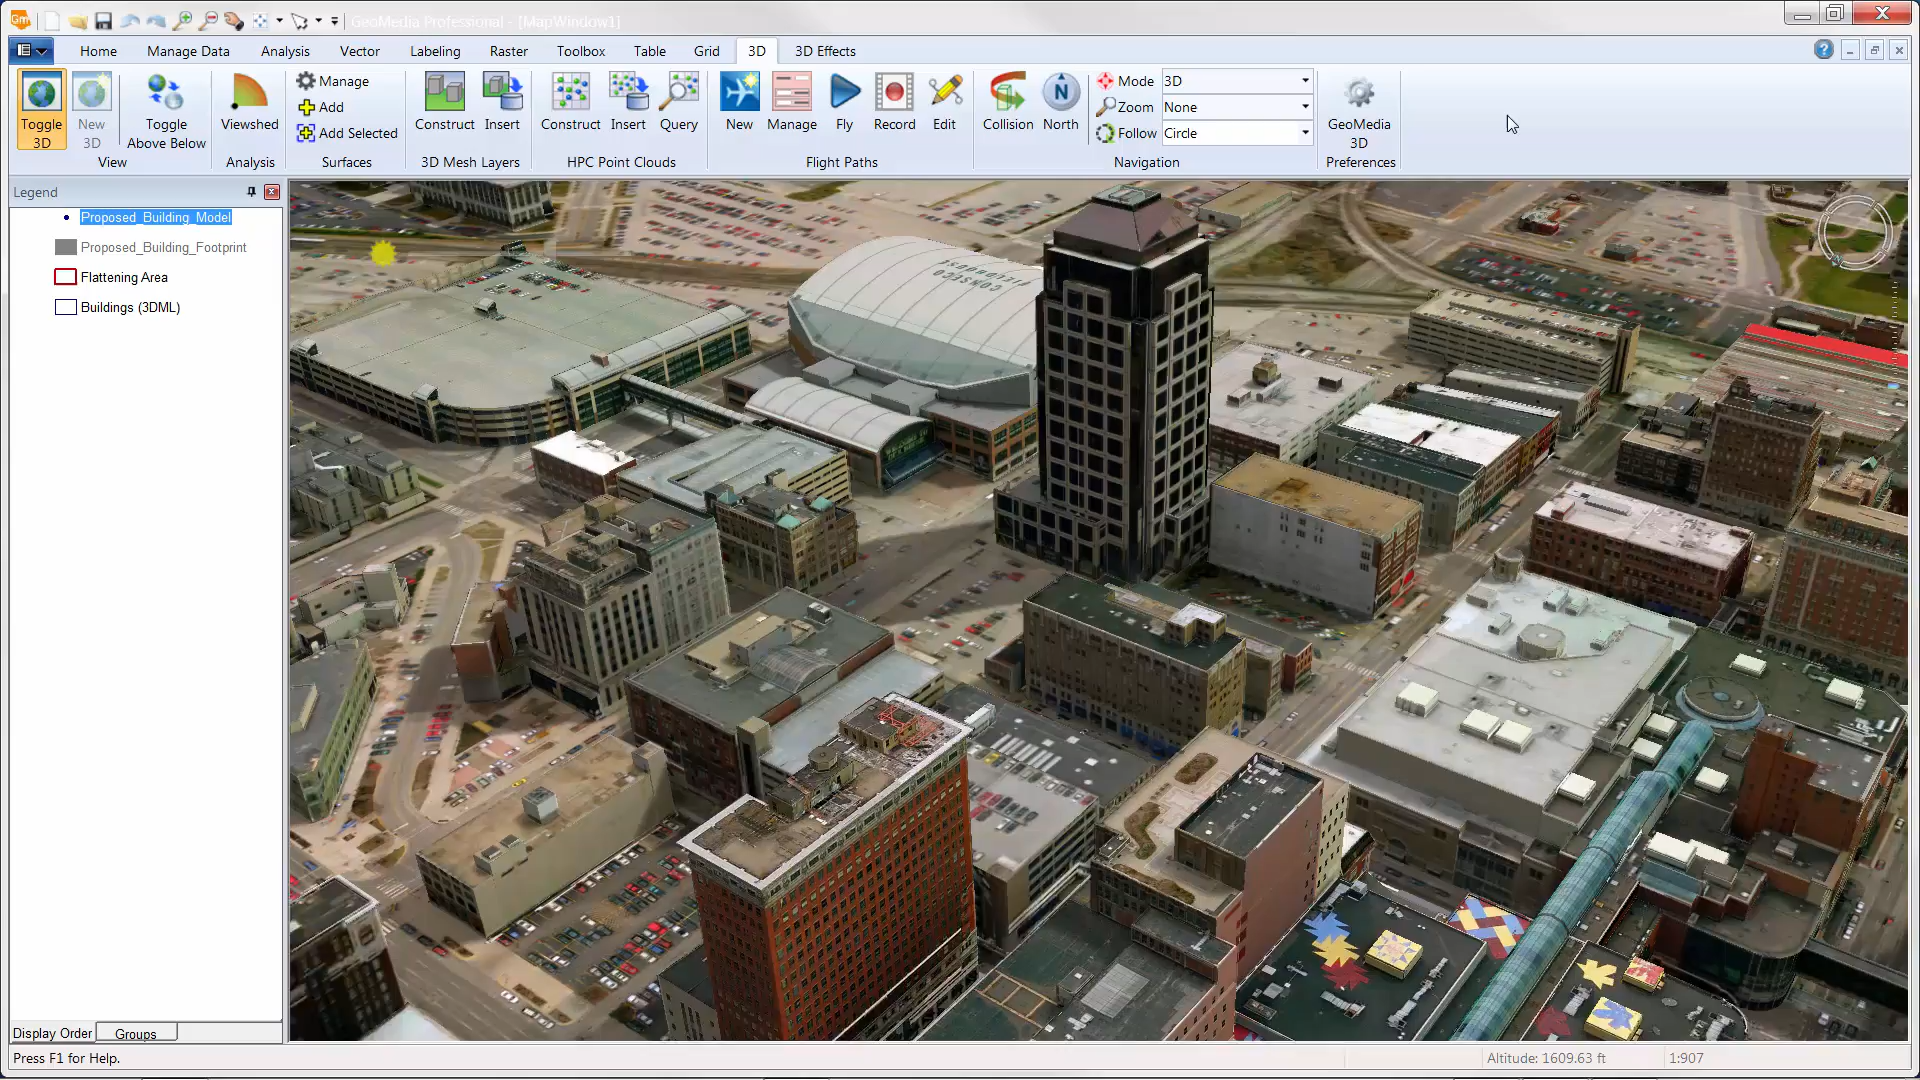 Gm
GeoMedia Professional - [MapWindow1]
Home Manage Data Analysis Vector Labeling Raster Toolbox Table Grid 3D 3D Effects
Toggle 3D
New 3D
Toggle Above Below
View
Viewshed
Analysis
Manage
Add
Add Selected
Surfaces
Construct
Insert
3D Mesh Layers
Construct
Insert
Query
HPC Point Clouds
New
Manage
Fly
Record
Edit
Flight Paths
Collision
N
North
Mode 3D
Zoom None
Follow Circle
Navigation
GeoMedia 3D Preferences
Legend
Proposed_Building_Model
Proposed_Building_Footprint
Flattening Area
Buildings (3DML)
CONSECO
FIELDHOUSE
Display Order Groups
Press F1 for Help.
Altitude: 1609.63 ft
1:907